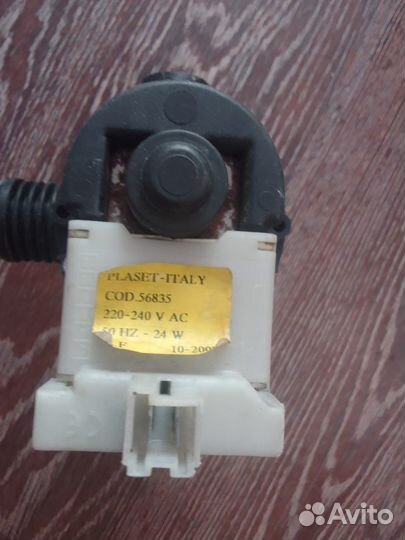 PLASET-ITALY
COD.56835
220-240 V AC
50 HZ - 24 W
Avito